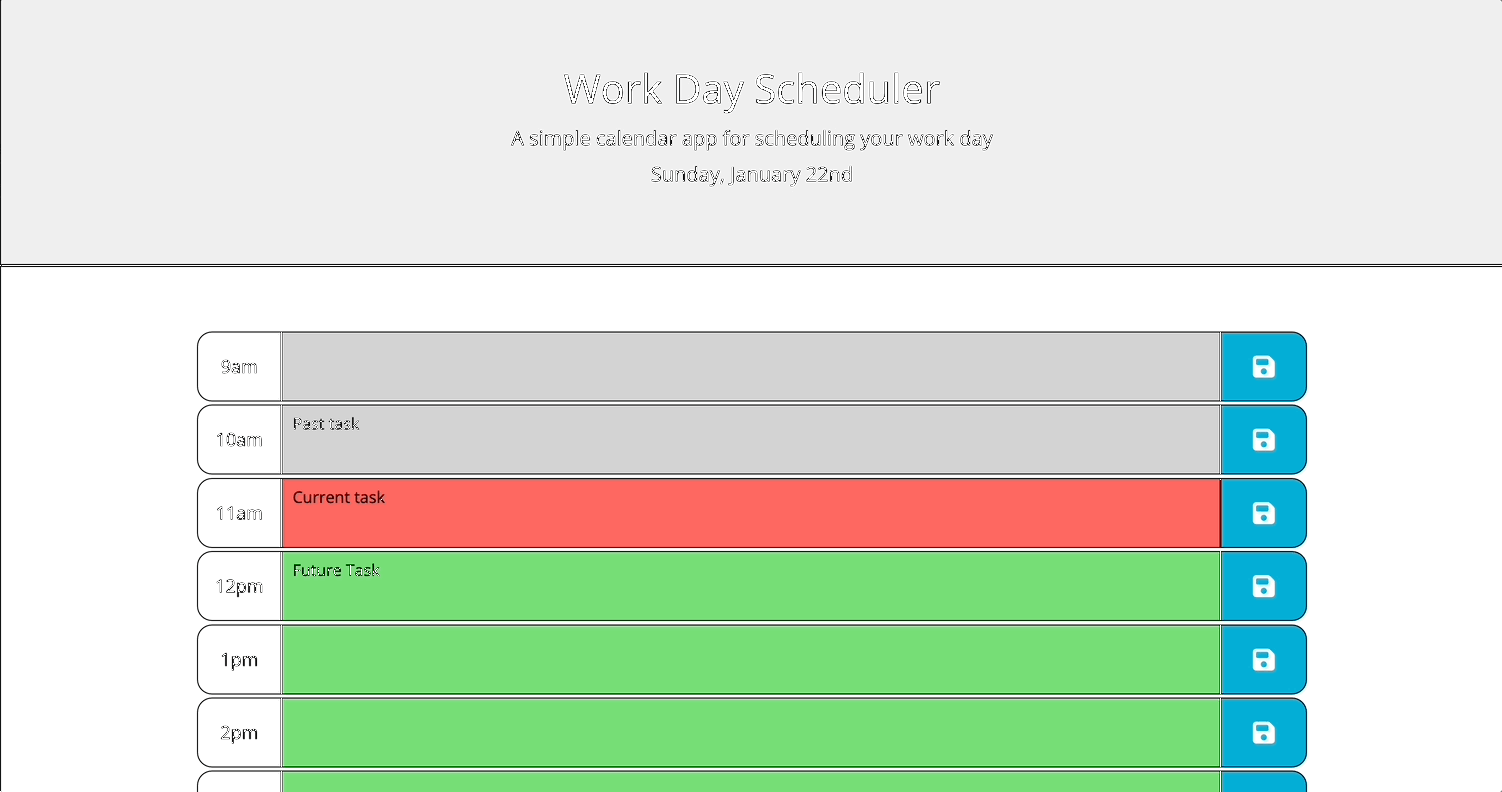 Work Day Scheduler
A simple calendar app for scheduling your work day
Sunday, January 22nd
9am
10am
Past task
11am
Current task
12pm
Future Task
1pm
2pm